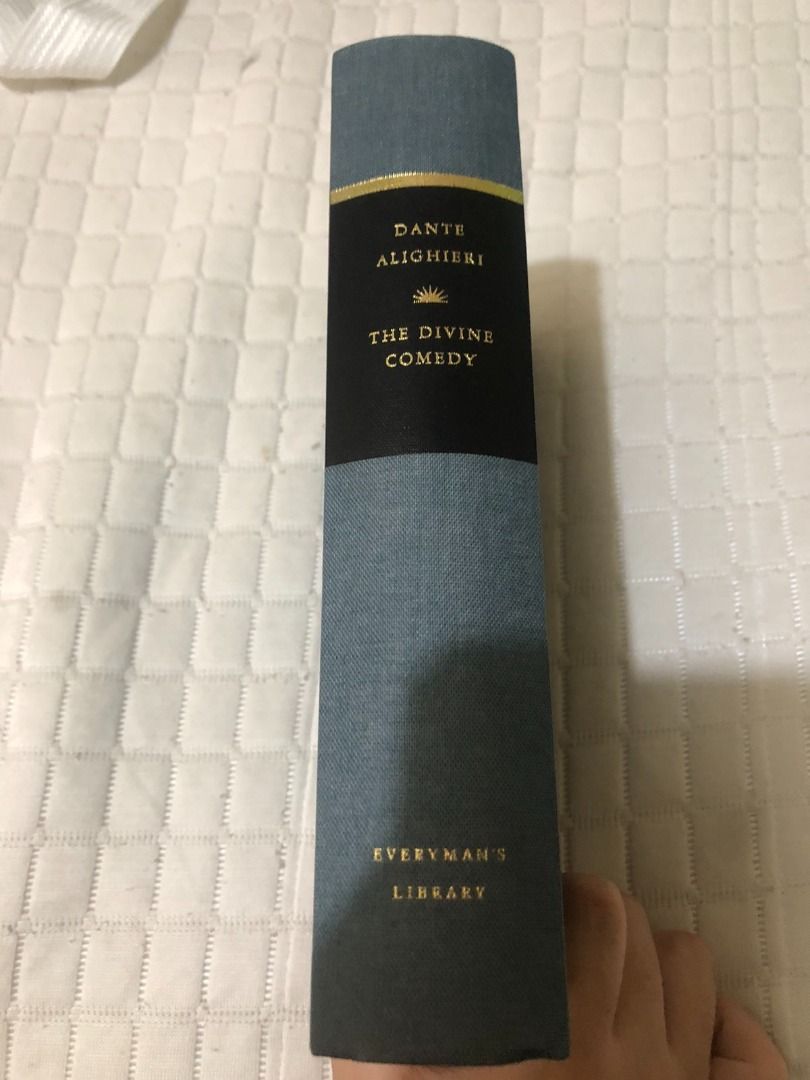 DANTE
ALIGHIERI
THE DIVINE
COMEDY
EVERYMAN'S
LIBRARY